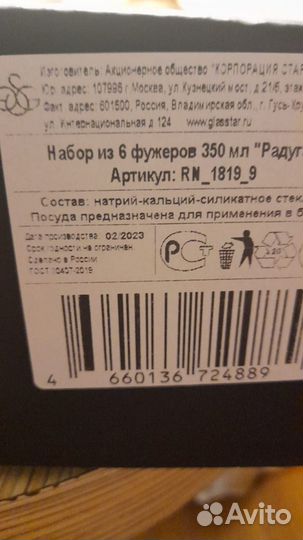 Изготовитель: Акционерное общество "КОРПОРАЦИЯ СТАР
Юр. адрес: 107996 г Москва, ул Кузнецкий мост, д 21/5, этаж
Факт. адрес: 601500, Россия, Владимирская обл., г. Гусь-Хру
ул. Интернациональная д 124 www.glasstar.ru
Набор из 6 фужеров 350 мл "Радуг
Артикул: RN_1819_9
Состав: натрий-кальций-силикатное стек
Посуда предназначена для применения в б
Дата производства: 02/2023
Срок годности не ограничен
Сделано в России
ГОСТ 30407-2019
РСТ
4 660136 724889
Avito